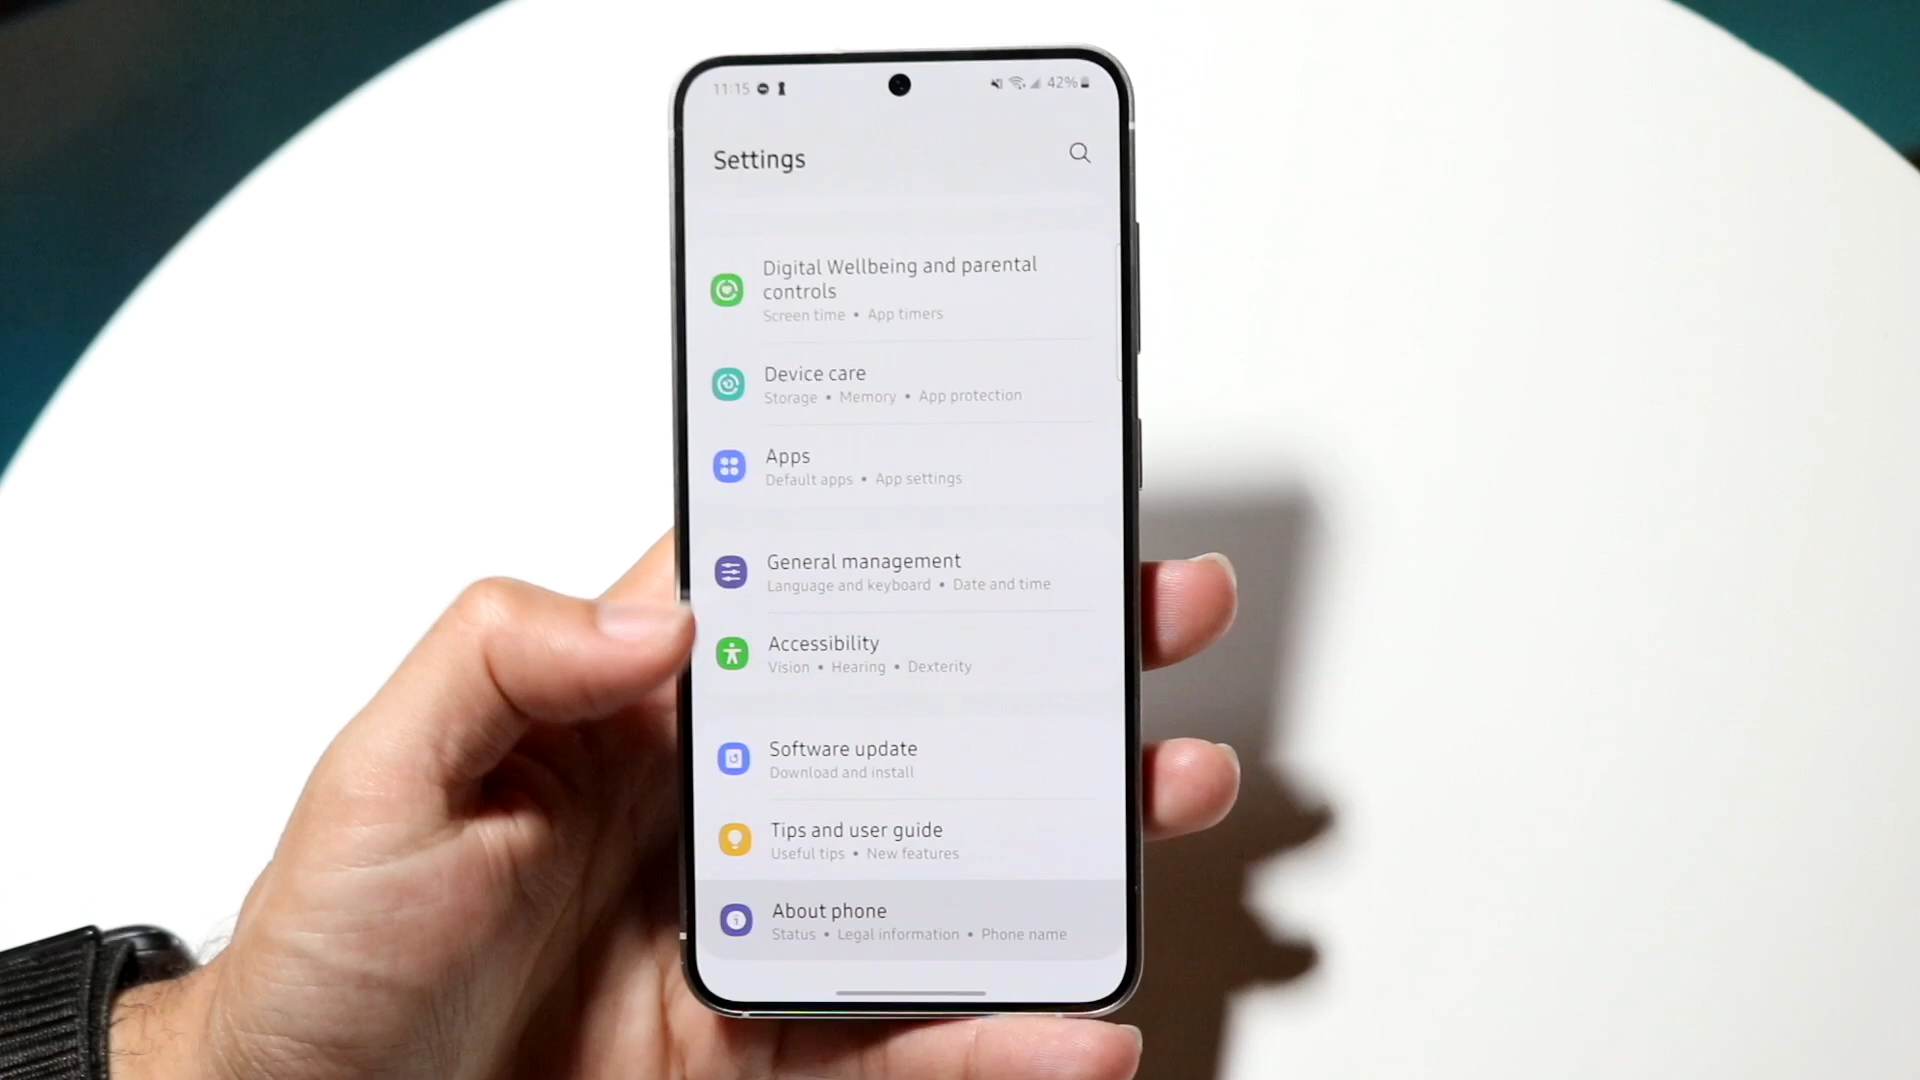 11:15 42%
Settings
Digital Wellbeing and parental
controls
Screen time • App timers
Device care
Storage • Memory • App protection
Apps
Default apps • App settings
General management
Language and keyboard • Date and time
Accessibility
Vision • Hearing • Dexterity
Software update
Download and install
Tips and user guide
Useful tips • New features
About phone
Status • Legal information • Phone name